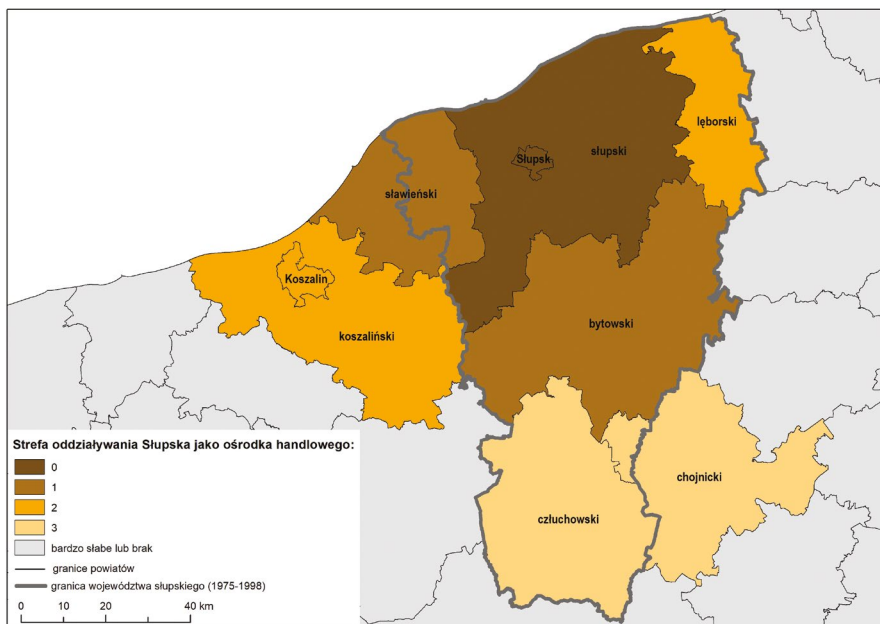 lęborski
Słupsk
słupski
sławieński
Koszalin
koszaliński
bytowski
chojnicki
człuchowski
Strefa oddziaływania Słupska jako ośrodka handlowego:
0
1
2
3
bardzo słabe lub brak
granice powiatów
granica województwa słupskiego (1975-1998)
0 10 20 40 km